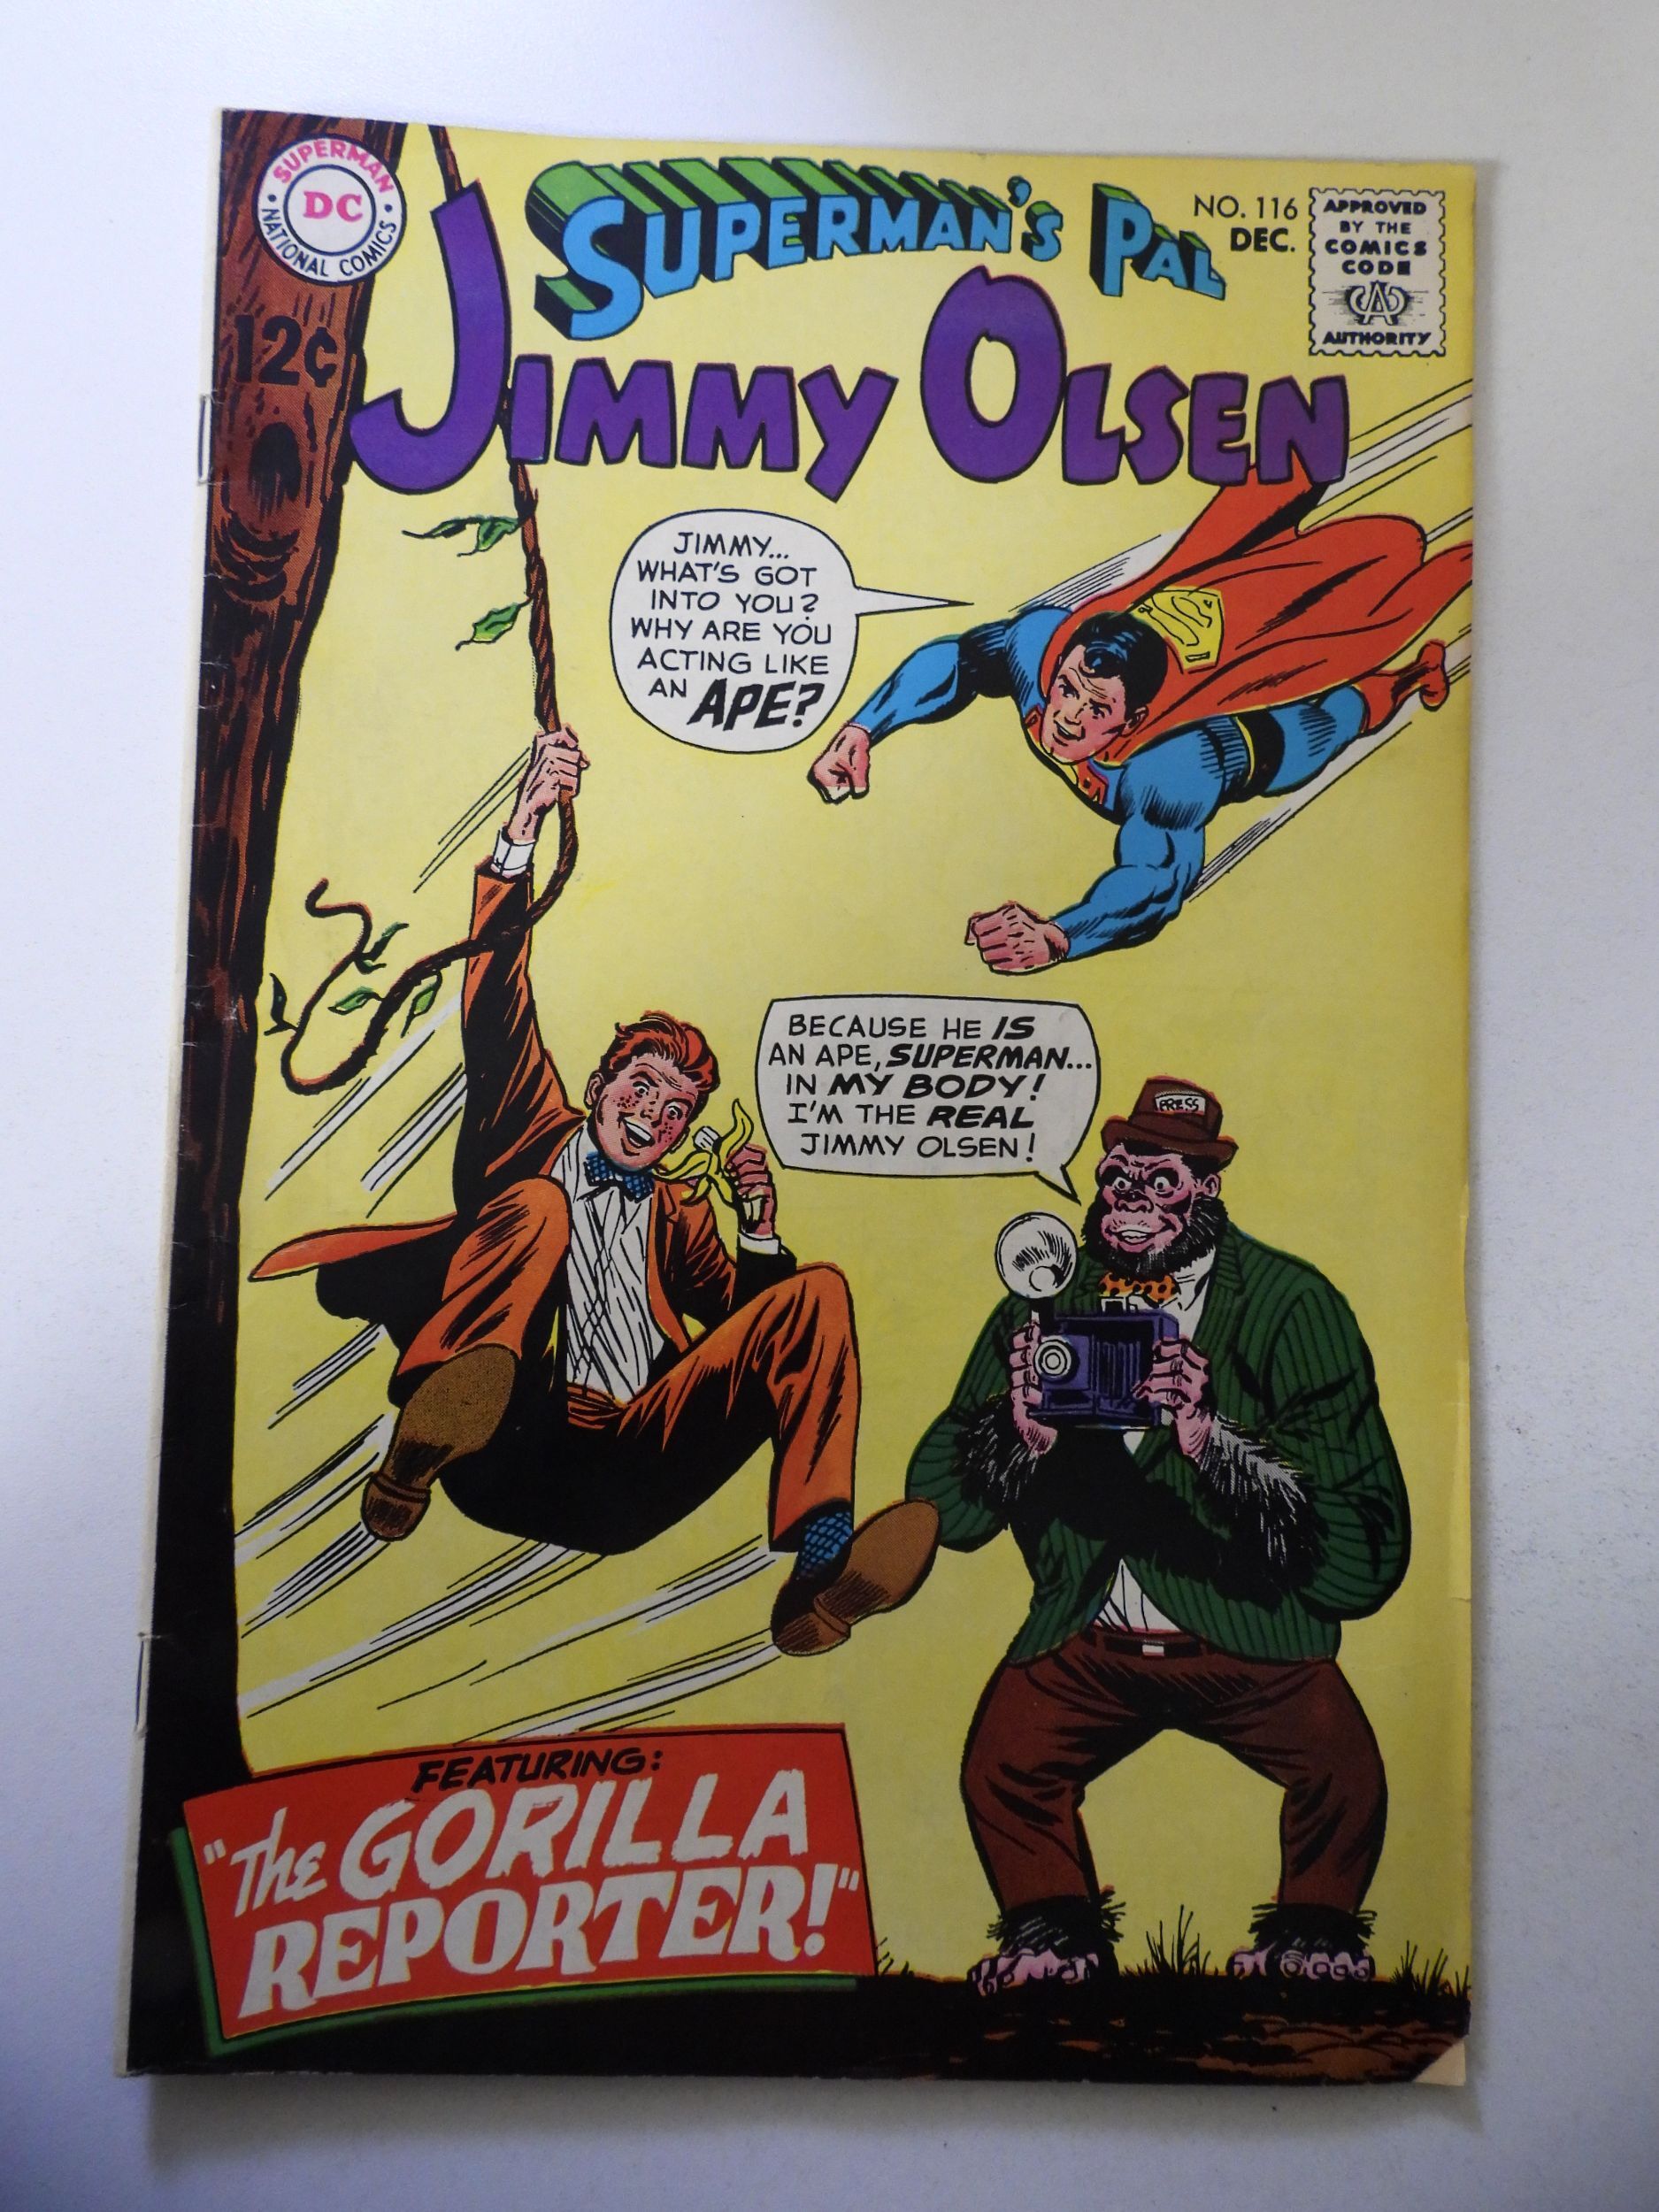 SUPERMAN
DC
NATIONAL COMICS
12¢
SUPERMAN'S PAL
JIMMY OLSEN
NO. 116
DEC.
APPROVED
BY THE
COMICS
CODE
CA
AUTHORITY
JIMMY...
WHAT'S GOT
INTO YOU?
WHY ARE YOU
ACTING LIKE
AN APE?
S
BECAUSE HE IS
AN APE, SUPERMAN...
IN MY BODY!
I'M THE REAL
JIMMY OLSEN!
PRESS
FEATURING:
"The GORILLA
REPORTER!"